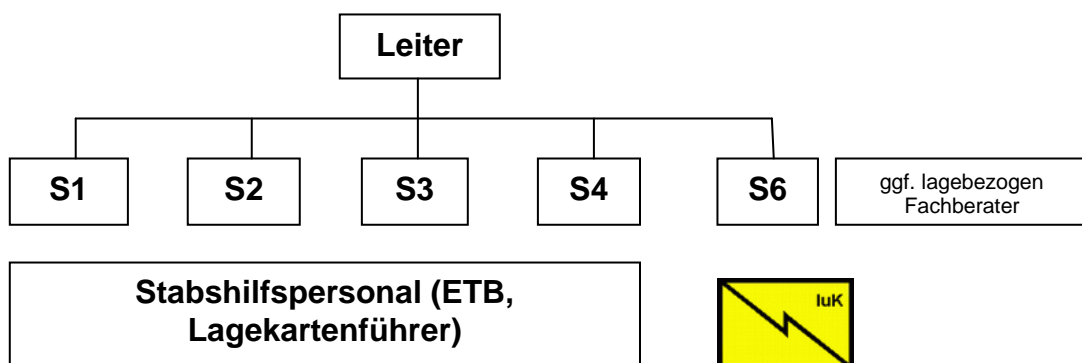 Leiter
S1
S2
S3
S4
S6
ggf. lagebezogen
Fachberater
Stabshilfspersonal (ETB,
Lagekartenführer)
IuK